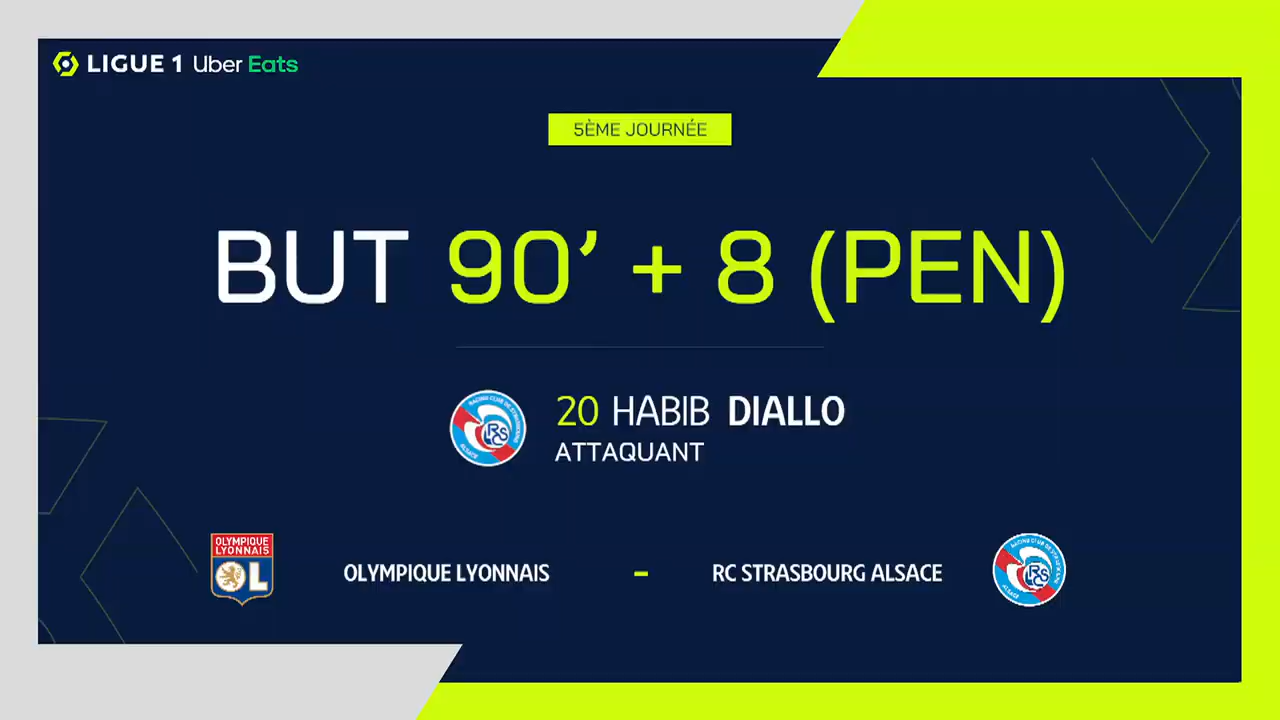 LIGUE 1 Uber Eats
5ÈME JOURNÉE
BUT 90’ + 8 (PEN)
20 HABIB DIALLO
ATTAQUANT
OLYMPIQUE LYONNAIS
OL
OLYMPIQUE LYONNAIS - RC STRASBOURG ALSACE